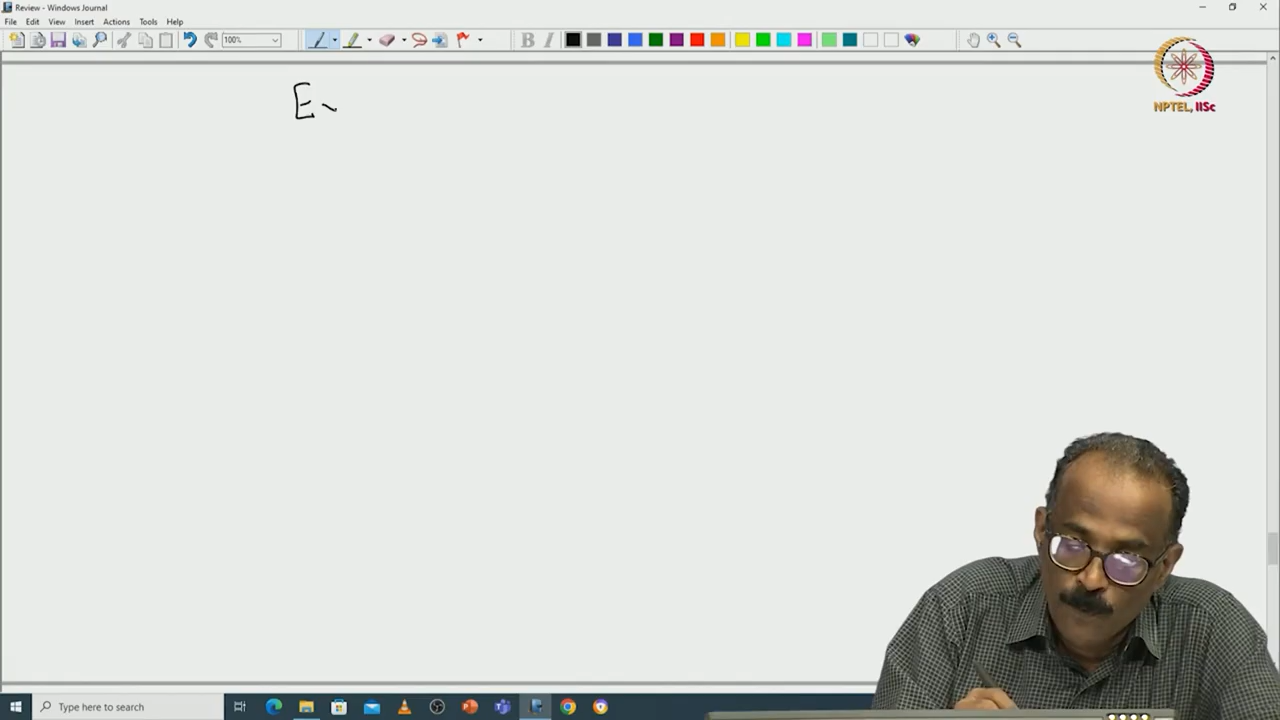 Review - Windows Journal
File Edit View Insert Actions Tools Help
100%
B I
NPTEL, IISc
E
Type here to search